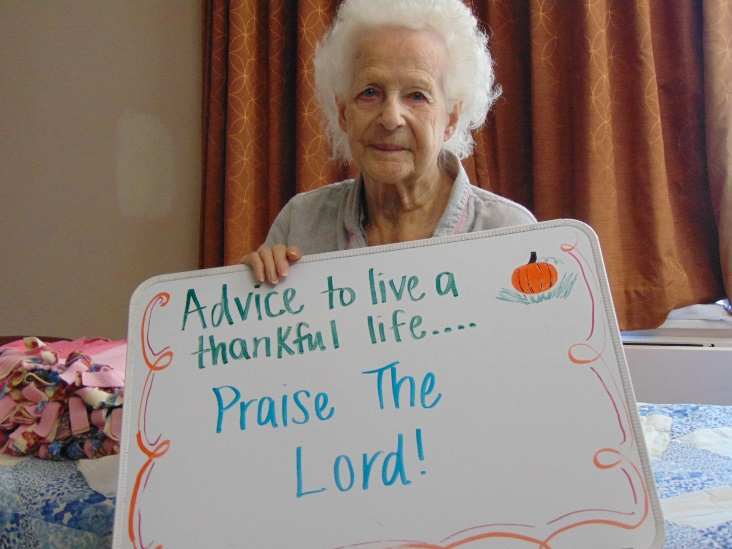 Advice to live a
thankful life....
Praise The
Lord!